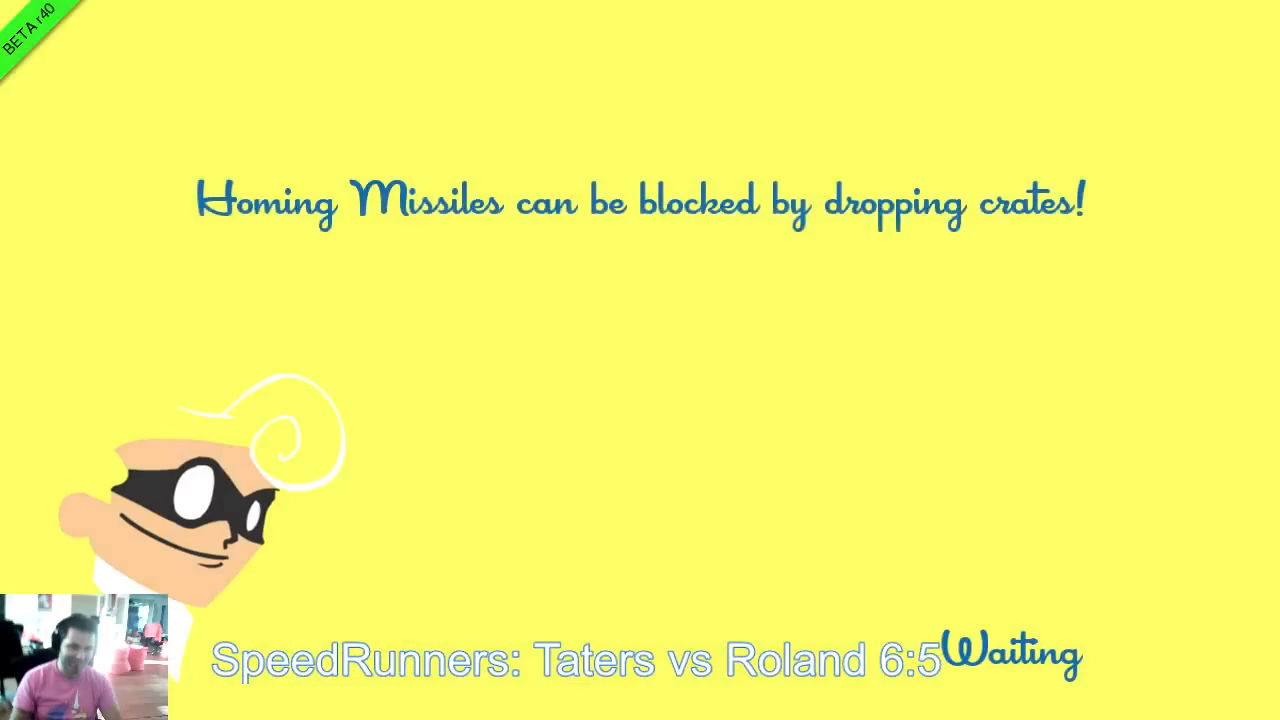 BETA r40
Homing Missiles can be blocked by dropping crates!
SpeedRunners: Taters vs Roland 6:5
Waiting